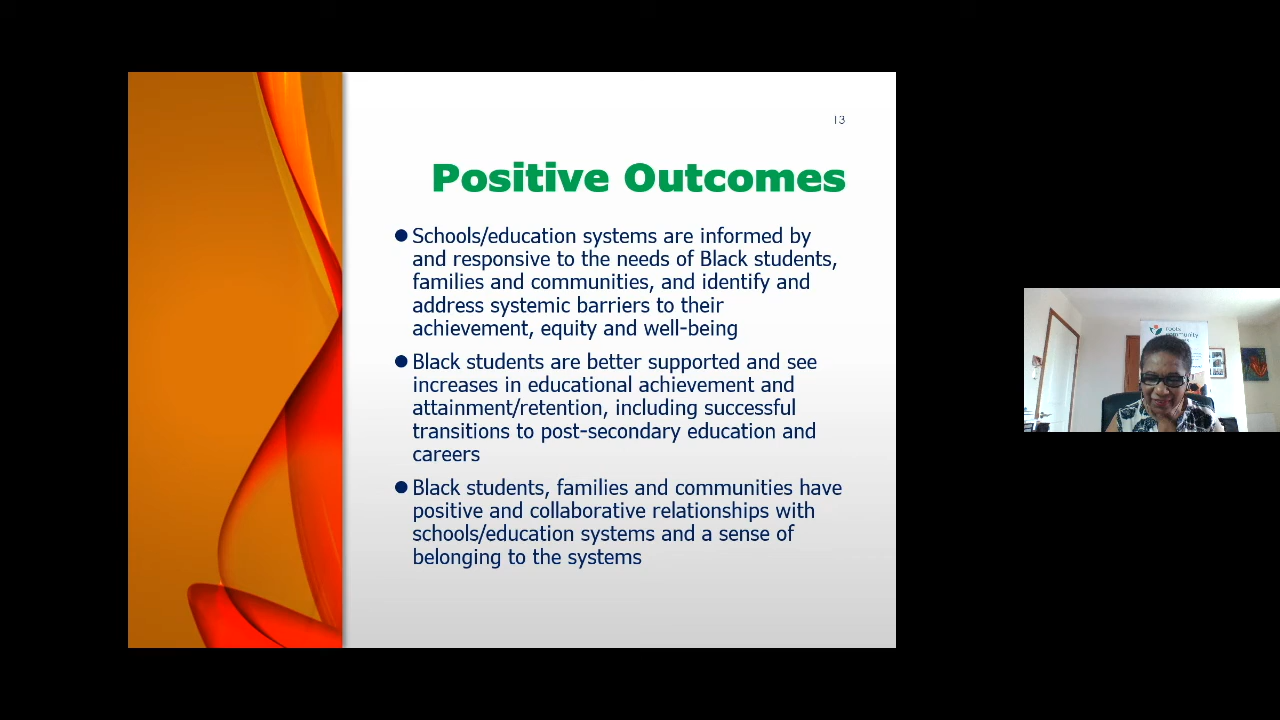 13
Positive Outcomes
● Schools/education systems are informed by
and responsive to the needs of Black students,
families and communities, and identify and
address systemic barriers to their
achievement, equity and well-being
● Black students are better supported and see
increases in educational achievement and
attainment/retention, including successful
transitions to post-secondary education and
careers
● Black students, families and communities have
positive and collaborative relationships with
schools/education systems and a sense of
belonging to the systems
roots
community